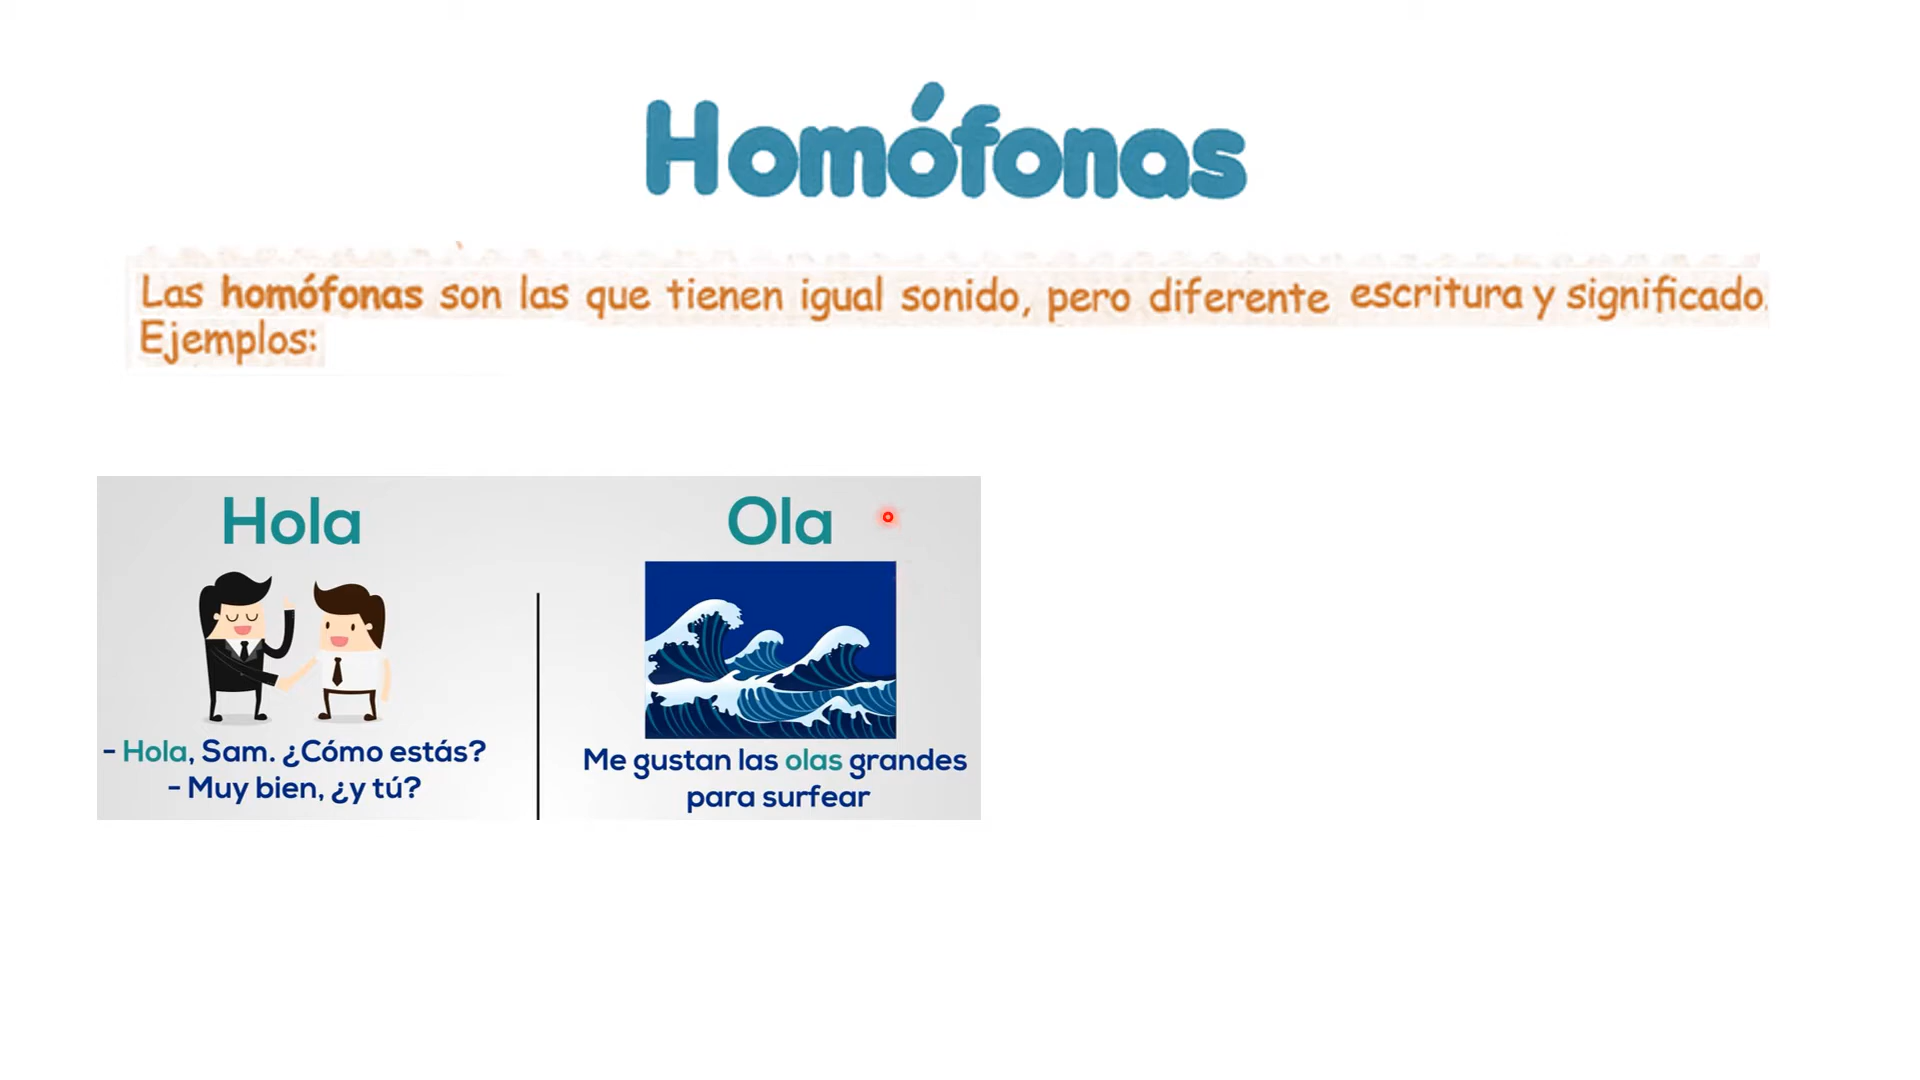 Homófonas
Las homófonas son las que tienen igual sonido, pero diferente escritura y significado.
Ejemplos:
Hola
- Hola, Sam. ¿Cómo estás?
- Muy bien, ¿y tú?
Ola
Me gustan las olas grandes
para surfear